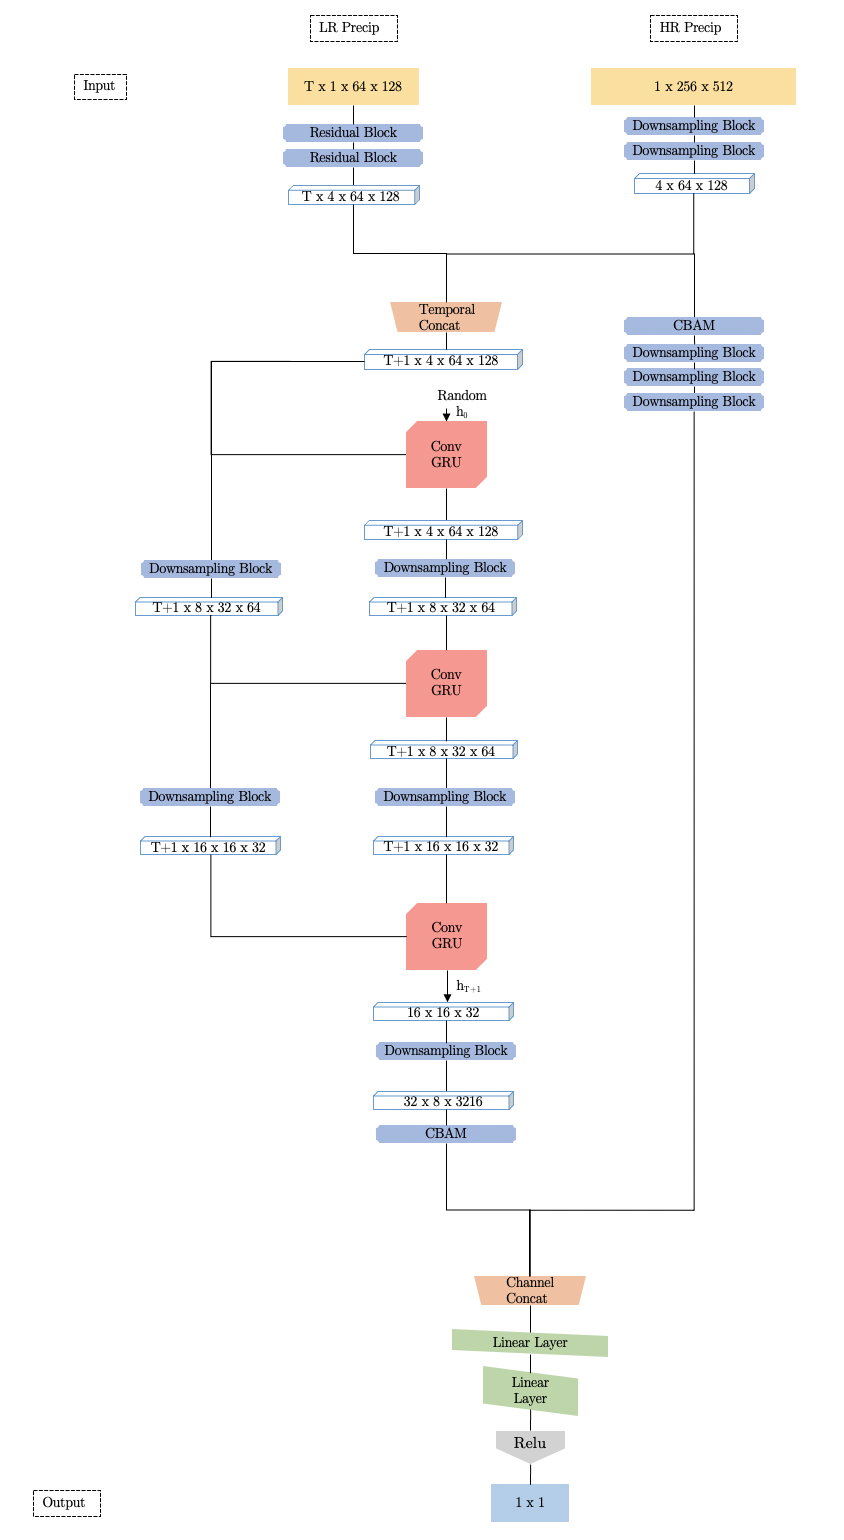 LR Precip
HR Precip
Input
T x 1 x 64 x 128
1 x 256 x 512
Residual Block
Downsampling Block
Residual Block
Downsampling Block
T x 4 x 64 x 128
4 x 64 x 128
Temporal
Concat
CBAM
T+1 x 4 x 64 x 128
Downsampling Block
Downsampling Block
Downsampling Block
Random
h₀
Conv
GRU
T+1 x 4 x 64 x 128
Downsampling Block
Downsampling Block
T+1 x 8 x 32 x 64
T+1 x 8 x 32 x 64
Conv
GRU
T+1 x 8 x 32 x 64
Downsampling Block
Downsampling Block
T+1 x 16 x 16 x 32
T+1 x 16 x 16 x 32
Conv
GRU
hT+1
16 x 16 x 32
Downsampling Block
32 x 8 x 3216
CBAM
Channel
Concat
Linear Layer
Linear
Layer
Relu
Output
1 x 1